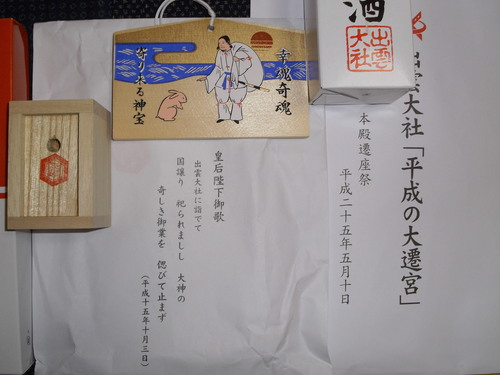 酒
出雲
大社
幸魂奇魂
寄り来る神宝
出雲大社「平成の大遷宮」
本殿遷座祭
平成二十五年五月十日
皇后陛下御歌
出雲大社に詣でて
国譲り 祀られましし 大神の
奇しき御業を 偲びて止まず
(平成十五年十月三日)